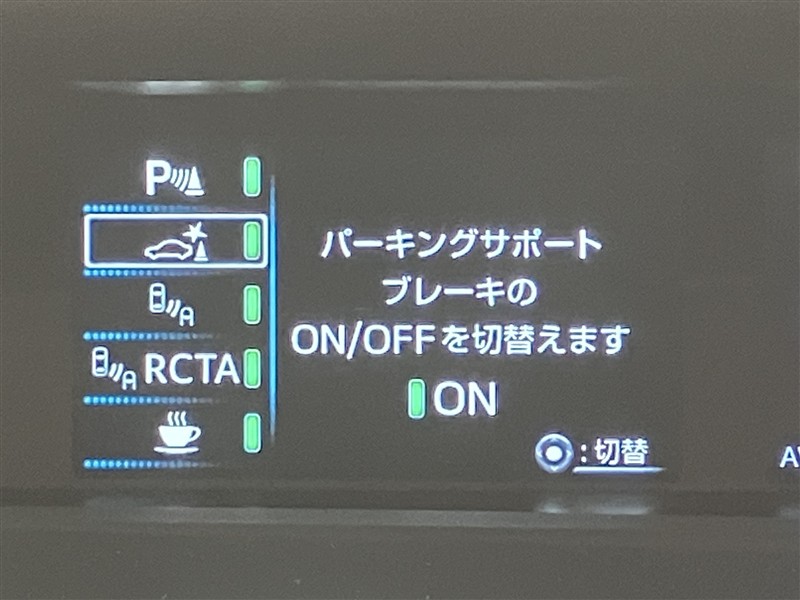 P
RCTA
パーキングサポート
ブレーキの
ON/OFFを切替えます
ON
:切替